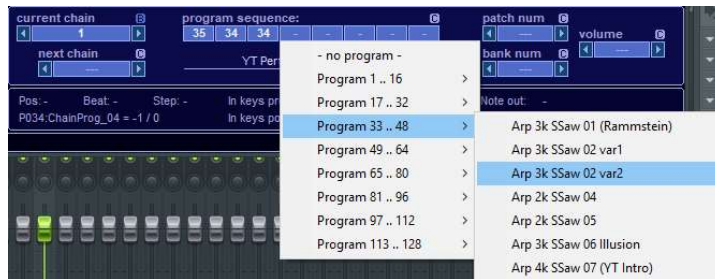 current chain B program sequence: C patch num C
1 35 34 34 - - - - - --- volume C
next chain C bank num C ---
--- YT Per ---
- no program -
Program 1 .. 16 >
Program 17 .. 32 >
Program 33 .. 48 >
Program 49 .. 64 >
Program 65 .. 80 >
Program 81 .. 96 >
Program 97 .. 112 >
Program 113 .. 128 >
Pos: - Beat: - Step: - In keys pr Note out: -
P034:ChainProg_04 = -1 / 0 In keys po
Arp 3k SSaw 01 (Rammstein)
Arp 3k SSaw 02 var1
Arp 3k SSaw 02 var2
Arp 2k SSaw 04
Arp 2k SSaw 05
Arp 3k SSaw 06 Illusion
Arp 4k SSaw 07 (YT Intro)